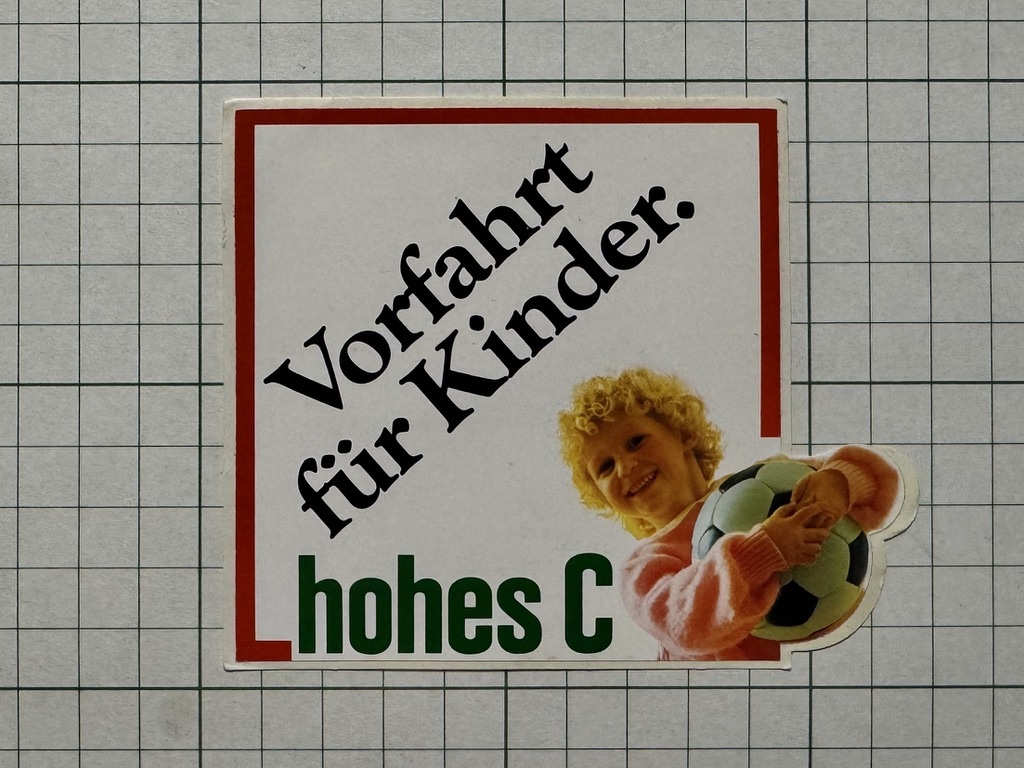 Vorfahrt
für Kinder.
hohes C